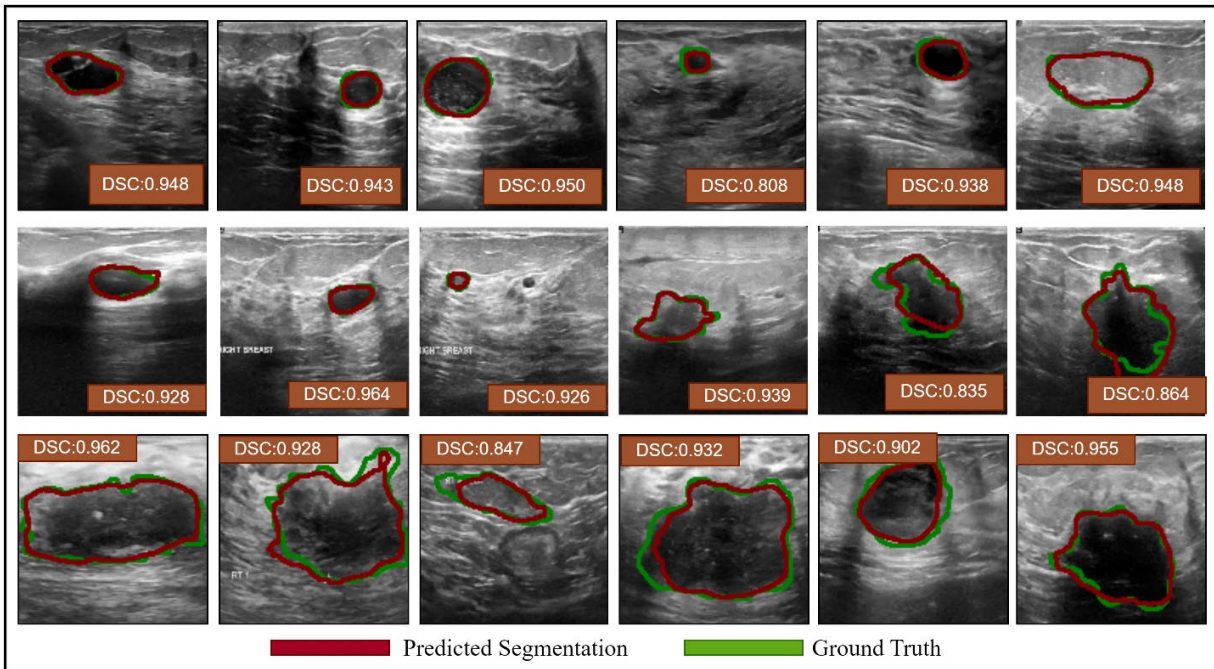 DSC:0.948
DSC:0.943
DSC:0.950
DSC:0.808
DSC:0.938
DSC:0.948
RIGHT BREAST
RIGHT BREAST
DSC:0.928
DSC:0.964
DSC:0.926
DSC:0.939
DSC:0.835
DSC:0.864
DSC:0.962
DSC:0.928
DSC:0.847
DSC:0.932
DSC:0.902
DSC:0.955
RT
Predicted Segmentation
Ground Truth